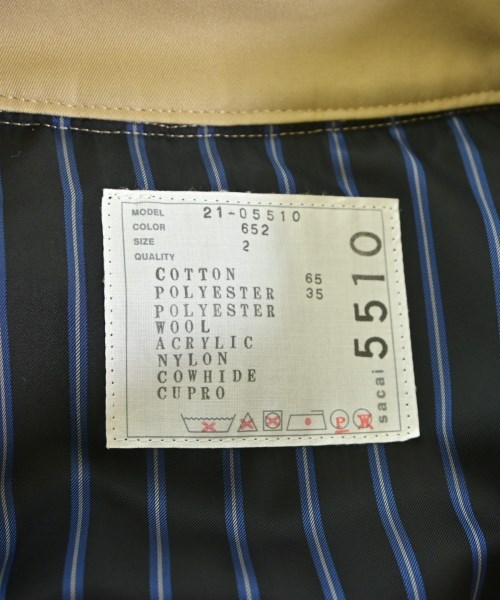 MODEL 21-05510
COLOR 652
SIZE 2
QUALITY
COTTON 65
POLYESTER 35
POLYESTER
WOOL
ACRYLIC
NYLON
COWHIDE
CUPRO
P W
sacai 5510